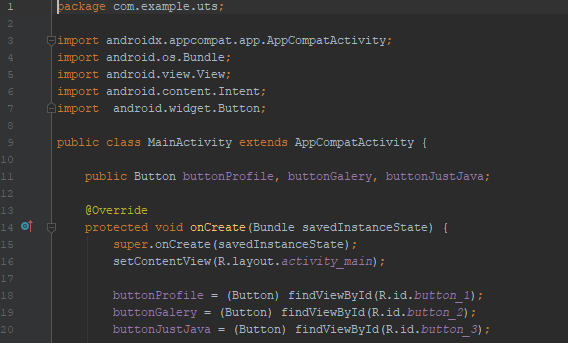 1 package com.example.uts;
2
3 import androidx.appcompat.app.AppCompatActivity;
4 import android.os.Bundle;
5 import android.view.View;
6 import android.content.Intent;
7 import  android.widget.Button;
8
9 public class MainActivity extends AppCompatActivity {
10
11     public Button buttonProfile, buttonGalery, buttonJustJava;
12
13     @Override
14     protected void onCreate(Bundle savedInstanceState) {
15         super.onCreate(savedInstanceState);
16         setContentView(R.layout.activity_main);
17
18         buttonProfile = (Button) findViewById(R.id.button_1);
19         buttonGalery = (Button) findViewById(R.id.button_2);
20         buttonJustJava = (Button) findViewById(R.id.button_3);